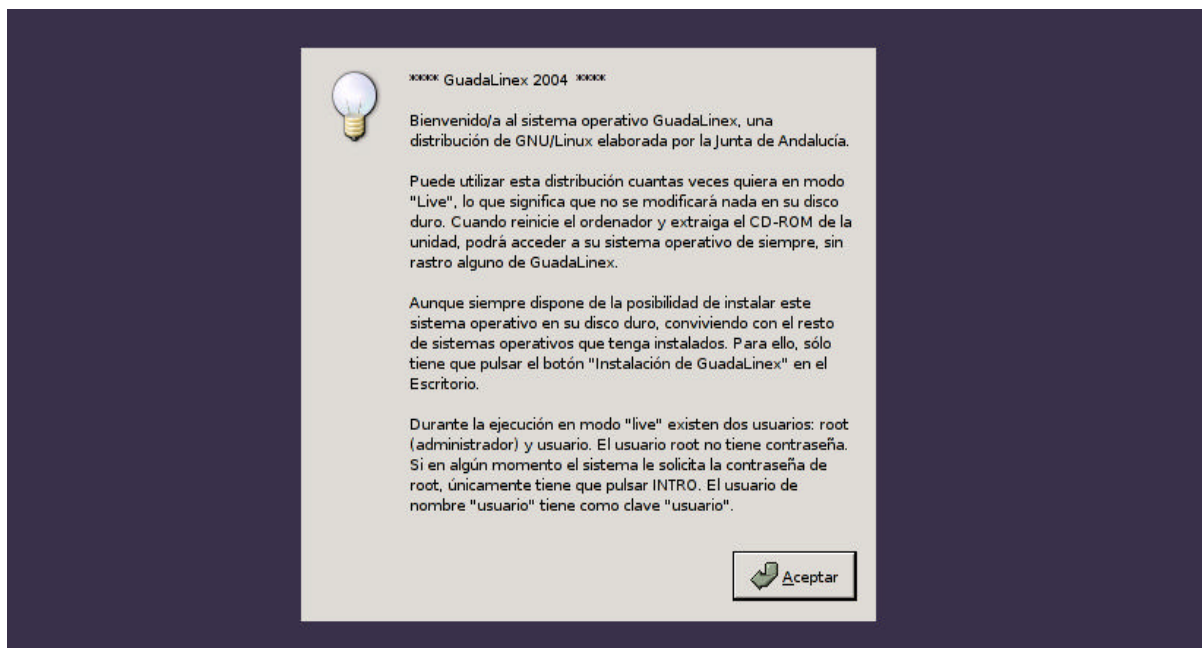 **** GuadaLinex 2004 ****
Bienvenido/a al sistema operativo GuadaLinex, una
distribución de GNU/Linux elaborada por la Junta de Andalucía.
Puede utilizar esta distribución cuantas veces quiera en modo
"Live", lo que significa que no se modificará nada en su disco
duro. Cuando reinicie el ordenador y extraiga el CD-ROM de la
unidad, podrá acceder a su sistema operativo de siempre, sin
rastro alguno de GuadaLinex.
Aunque siempre dispone de la posibilidad de instalar este
sistema operativo en su disco duro, conviviendo con el resto
de sistemas operativos que tenga instalados. Para ello, sólo
tiene que pulsar el botón "Instalación de GuadaLinex" en el
Escritorio.
Durante la ejecución en modo "live" existen dos usuarios: root
(administrador) y usuario. El usuario root no tiene contraseña.
Si en algún momento el sistema le solicita la contraseña de
root, únicamente tiene que pulsar INTRO. El usuario de
nombre "usuario" tiene como clave "usuario".
Aceptar